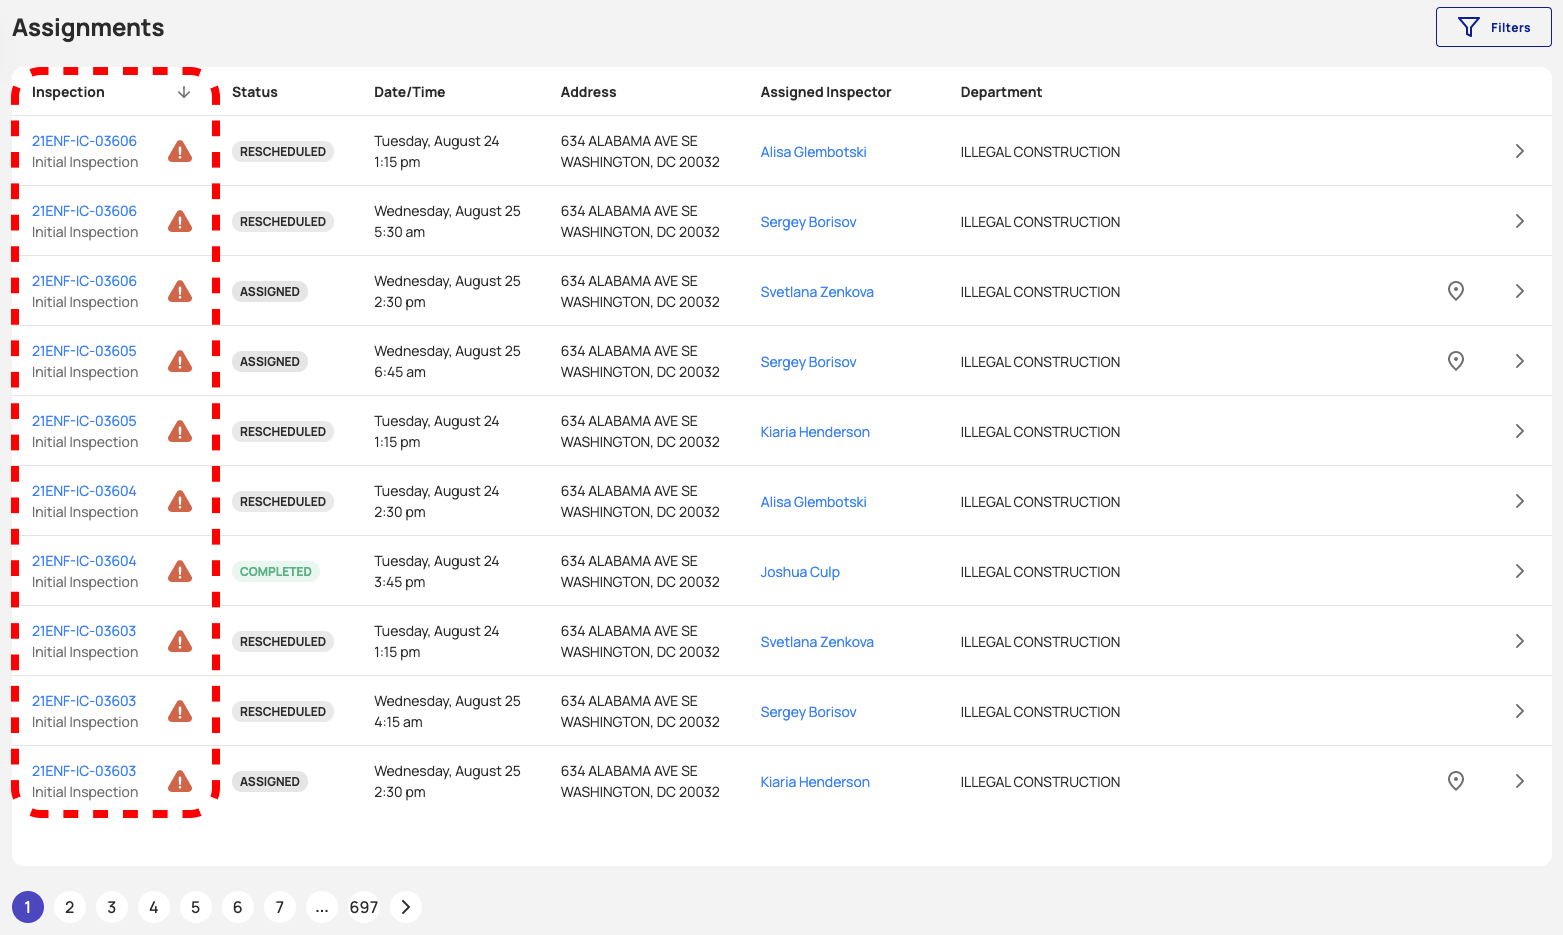 Assignments
Filters
Inspection Status Date/Time Address Assigned Inspector Department
21ENF-IC-03606 Tuesday, August 24 634 ALABAMA AVE SE
RESCHEDULED Alisa Glembotski ILLEGAL CONSTRUCTION
Initial Inspection 1:15 pm WASHINGTON, DC 20032
21ENF-IC-03606 Wednesday, August 25 634 ALABAMA AVE SE
RESCHEDULED Sergey Borisov ILLEGAL CONSTRUCTION
Initial Inspection 5:30 am WASHINGTON, DC 20032
21ENF-IC-03606 Wednesday, August 25 634 ALABAMA AVE SE
ASSIGNED Svetlana Zenkova ILLEGAL CONSTRUCTION
Initial Inspection 2:30 pm WASHINGTON, DC 20032
21ENF-IC-03605 Wednesday, August 25 634 ALABAMA AVE SE
ASSIGNED Sergey Borisov ILLEGAL CONSTRUCTION
Initial Inspection 6:45 am WASHINGTON, DC 20032
21ENF-IC-03605 Tuesday, August 24 634 ALABAMA AVE SE
RESCHEDULED Kiaria Henderson ILLEGAL CONSTRUCTION
Initial Inspection 1:15 pm WASHINGTON, DC 20032
21ENF-IC-03604 Tuesday, August 24 634 ALABAMA AVE SE
RESCHEDULED Alisa Glembotski ILLEGAL CONSTRUCTION
Initial Inspection 2:30 pm WASHINGTON, DC 20032
21ENF-IC-03604 Tuesday, August 24 634 ALABAMA AVE SE
COMPLETED Joshua Culp ILLEGAL CONSTRUCTION
Initial Inspection 3:45 pm WASHINGTON, DC 20032
21ENF-IC-03603 Tuesday, August 24 634 ALABAMA AVE SE
RESCHEDULED Svetlana Zenkova ILLEGAL CONSTRUCTION
Initial Inspection 1:15 pm WASHINGTON, DC 20032
21ENF-IC-03603 Wednesday, August 25 634 ALABAMA AVE SE
RESCHEDULED Sergey Borisov ILLEGAL CONSTRUCTION
Initial Inspection 4:15 am WASHINGTON, DC 20032
21ENF-IC-03603 Wednesday, August 25 634 ALABAMA AVE SE
ASSIGNED Kiaria Henderson ILLEGAL CONSTRUCTION
Initial Inspection 2:30 pm WASHINGTON, DC 20032
1 2 3 4 5 6 7 ... 697